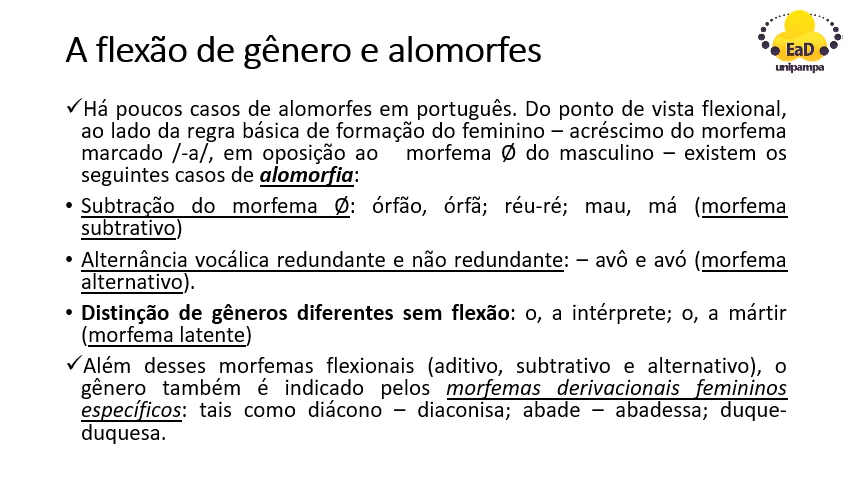 A flexão de gênero e alomorfes
EaD
unipampa
✓Há poucos casos de alomorfes em português. Do ponto de vista flexional,
ao lado da regra básica de formação do feminino – acréscimo do morfema
marcado /-a/, em oposição ao morfema Ø do masculino – existem os
seguintes casos de alomorfia:
• Subtração do morfema Ø: órfão, órfã; réu-ré; mau, má (morfema
subtrativo)
• Alternância vocálica redundante e não redundante: – avô e avó (morfema
alternativo).
• Distinção de gêneros diferentes sem flexão: o, a intérprete; o, a mártir
(morfema latente)
✓Além desses morfemas flexionais (aditivo, subtrativo e alternativo), o
gênero também é indicado pelos morfemas derivacionais femininos
específicos: tais como diácono – diaconisa; abade – abadessa; duque-
duquesa.